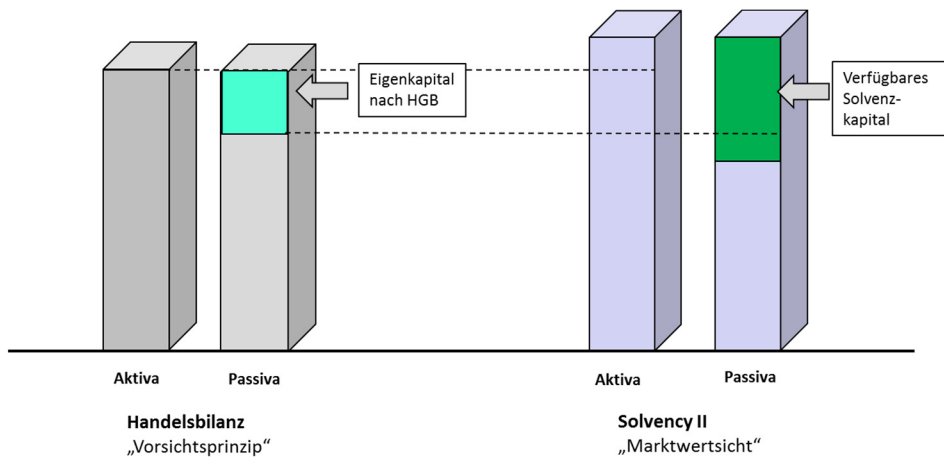 Eigenkapital
nach HGB
Verfügbares
Solvenz-
kapital
Aktiva
Passiva
Aktiva
Passiva
Handelsbilanz
„Vorsichtsprinzip“
Solvency II
„Marktwertsicht“